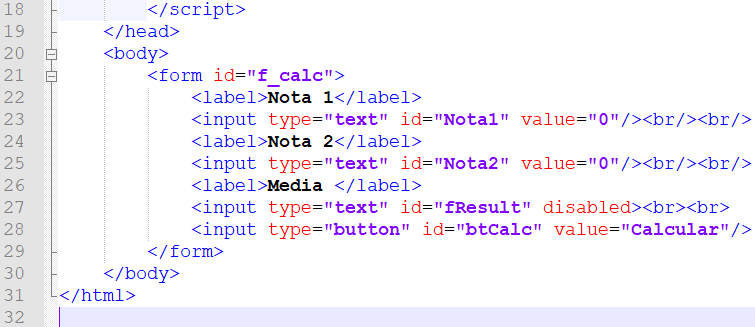 18 </script>
19 </head>
20 <body>
21 <form id="f_calc">
22 <label>Nota 1</label>
23 <input type="text" id="Nota1" value="0"/><br/><br/>
24 <label>Nota 2</label>
25 <input type="text" id="Nota2" value="0"/><br/><br/>
26 <label>Media </label>
27 <input type="text" id="fResult" disabled><br><br>
28 <input type="button" id="btCalc" value="Calcular"/>
29 </form>
30 </body>
31 </html>
32